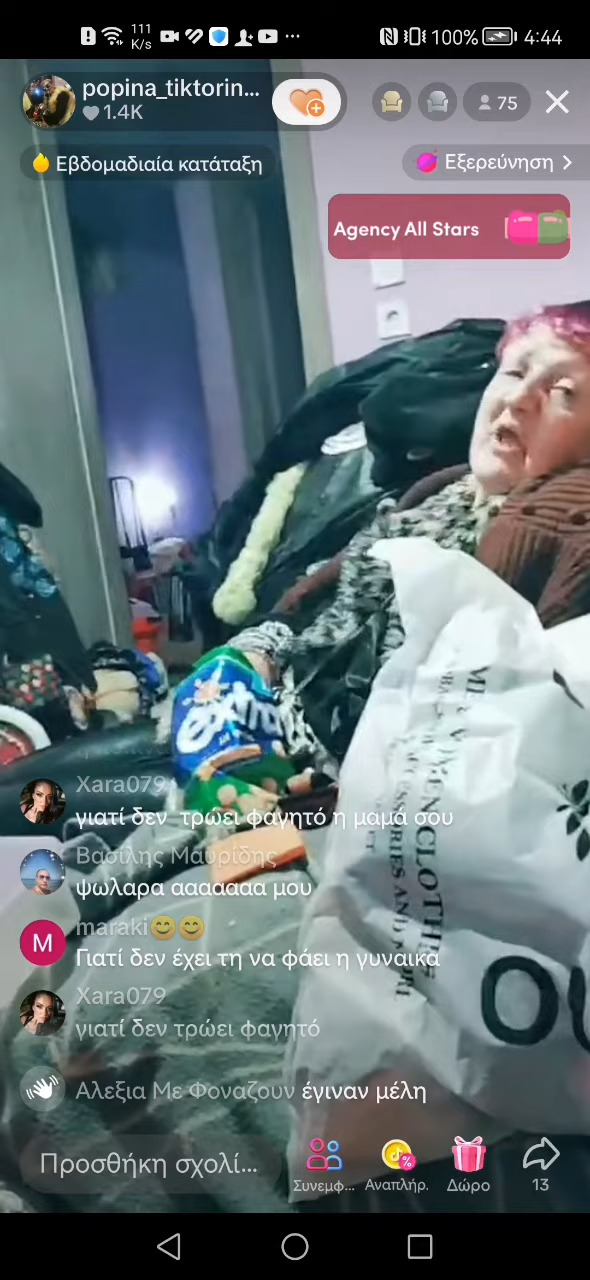 111
K/s
100%
4:44
popina_tiktorin...
1.4K
75
Εβδομαδιαία κατάταξη
Εξερεύνηση >
Agency All Stars
extra
Xara079
γιατί δεν τρώει φαγητό η μαμά σου
Βασίλης Μαυρίδης
ψωλαρα ααααααα μου
M
maraki😊😊
Γιατί δεν έχει τη να φάει η γυναικα
Xara079
γιατί δεν τρώει φαγητό
Αλεξια Με Φοναζουν έγιναν μέλη
Προσθήκη σχολί...
Συνεμφ...
Αναπλήρ.
Δώρο
13